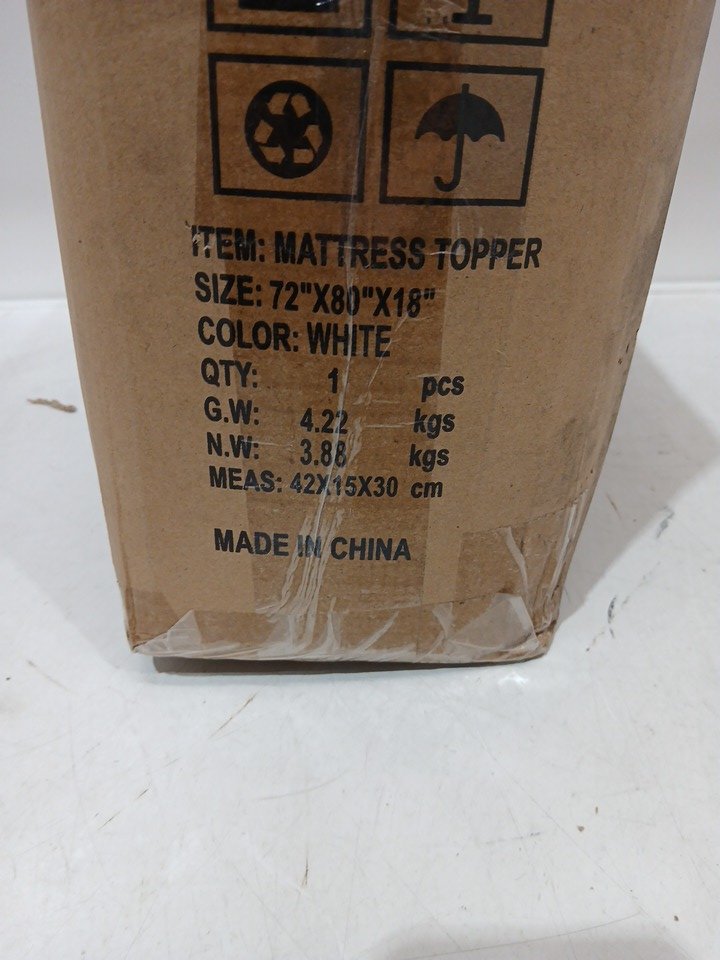 ITEM: MATTRESS TOPPER
SIZE: 72"X80"X18"
COLOR: WHITE
QTY: 1 pcs
G.W: 4.22 kgs
N.W: 3.88 kgs
MEAS: 42X15X30 cm
MADE IN CHINA